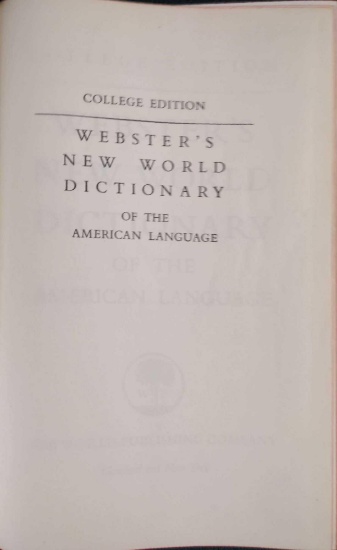 COLLEGE EDITION
WEBSTER'S
NEW WORLD
DICTIONARY
OF THE
AMERICAN LANGUAGE